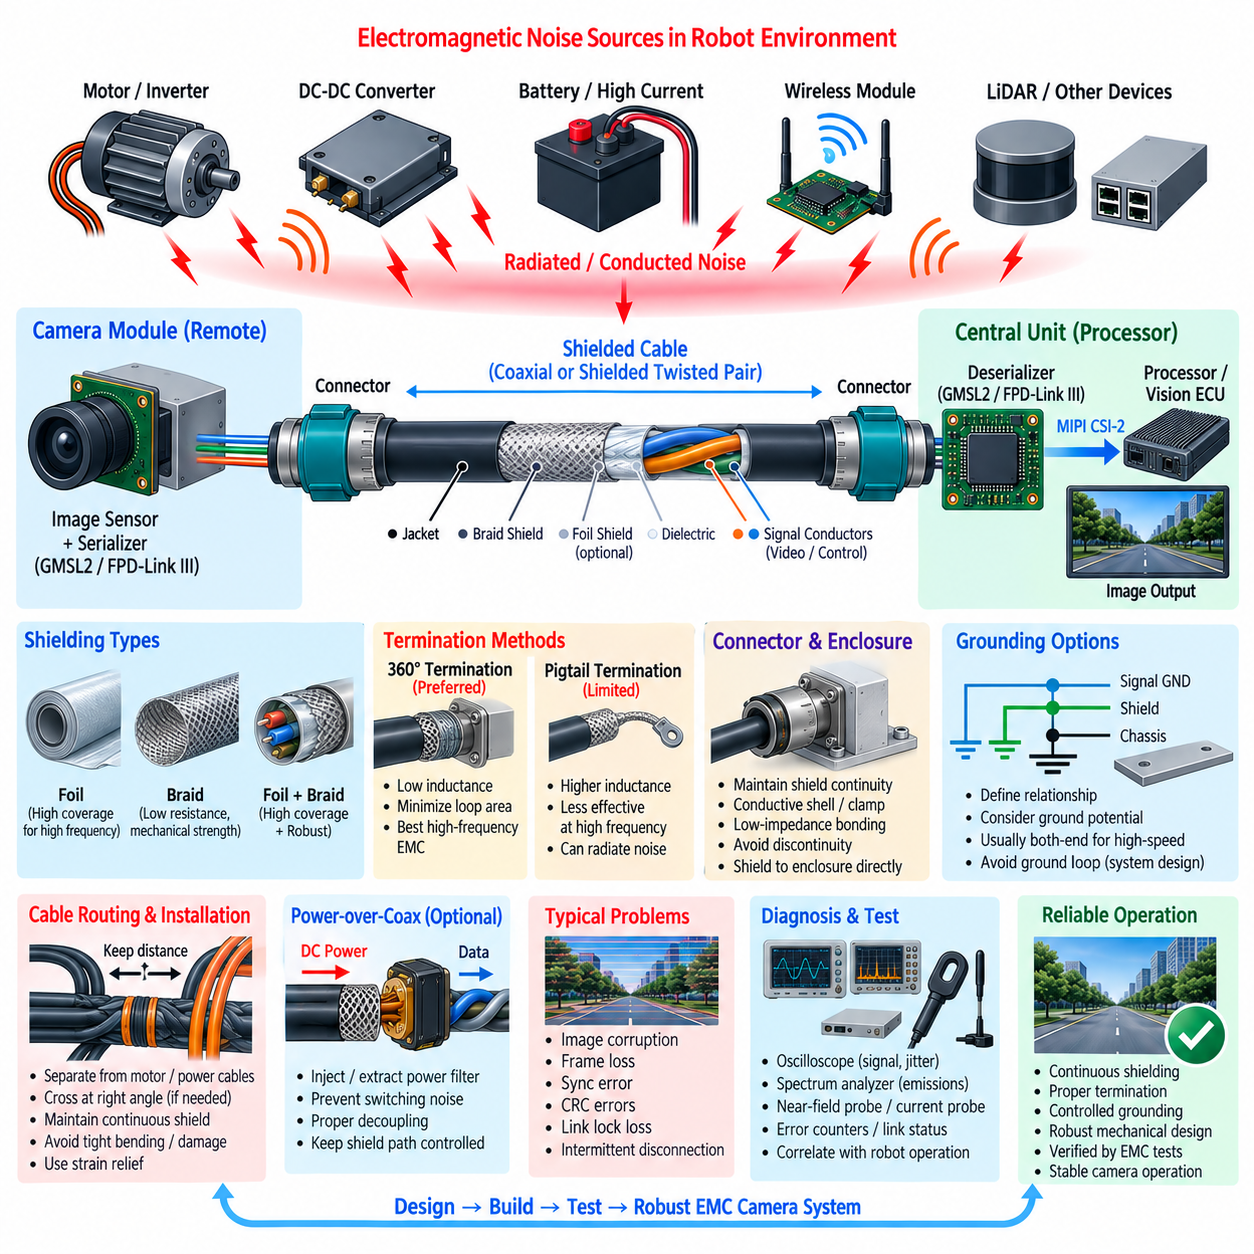 Electromagnetic Noise Sources in Robot Environment
Motor / Inverter
DC-DC Converter
Battery / High Current
Wireless Module
LiDAR / Other Devices
Radiated / Conducted Noise
Camera Module (Remote)
Image Sensor
+ Serializer
(GMSL2 / FPD-Link III)
Connector
Shielded Cable
(Coaxial or Shielded Twisted Pair)
Connector
Jacket
Braid Shield
Foil Shield
(optional)
Dielectric
Signal Conductors
(Video / Control)
Central Unit (Processor)
Deserializer
(GMSL2 / FPD-Link III)
MIPI CSI-2
Processor /
Vision ECU
Image Output
Shielding Types
Foil
(High coverage
for high frequency)
Braid
(Low resistance,
mechanical strength)
Foil + Braid
(High coverage
+ Robust)
Termination Methods
360° Termination
(Preferred)
• Low inductance
• Minimize loop area
• Best high-frequency
EMC
Pigtail Termination
(Limited)
• Higher inductance
• Less effective
at high frequency
• Can radiate noise
Connector & Enclosure
• Maintain shield continuity
• Conductive shell / clamp
• Low-impedance bonding
• Avoid discontinuity
• Shield to enclosure directly
Grounding Options
Signal GND
Shield
Chassis
• Define relationship
• Consider ground potential
• Usually both-end for high-speed
• Avoid ground loop (system design)
Cable Routing & Installation
Keep distance
• Separate from motor / power cables
• Cross at right angle (if needed)
• Maintain continuous shield
• Avoid tight bending / damage
• Use strain relief
Power-over-Coax (Optional)
DC Power
Data
• Inject / extract power filter
• Prevent switching noise
• Proper decoupling
• Keep shield path controlled
Typical Problems
• Image corruption
• Frame loss
• Sync error
• CRC errors
• Link lock loss
• Intermittent disconnection
Diagnosis & Test
• Oscilloscope (signal, jitter)
• Spectrum analyzer (emissions)
• Near-field probe / current probe
• Error counters / link status
• Correlate with robot operation
Reliable Operation
• Continuous shielding
• Proper termination
• Controlled grounding
• Robust mechanical design
• Verified by EMC tests
• Stable camera operation
Design → Build → Test → Robust EMC Camera System